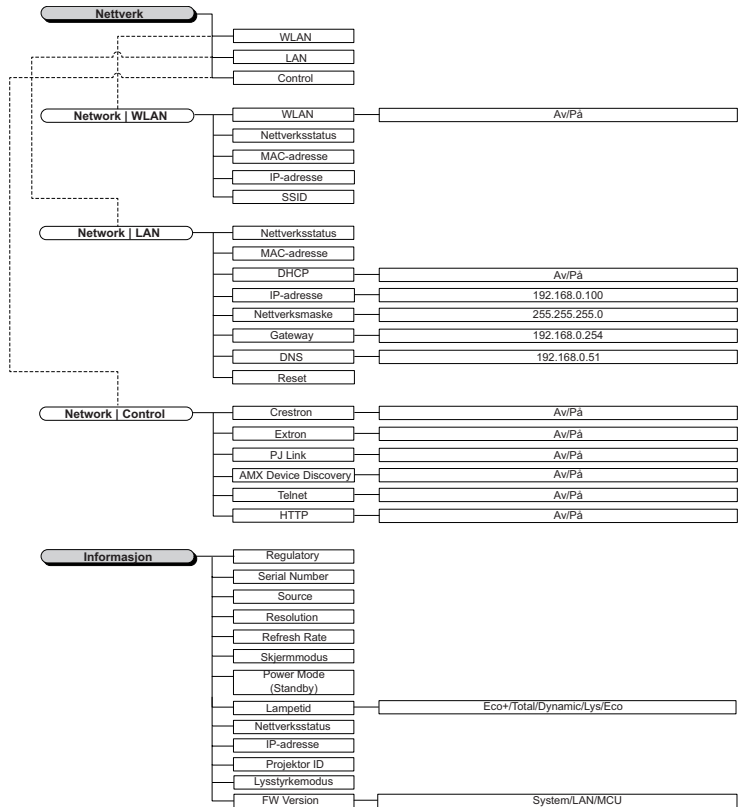 Nettverk
WLAN
LAN
Control
Network | WLAN
WLAN
Av/På
Nettverksstatus
MAC-adresse
IP-adresse
SSID
Network | LAN
Nettverksstatus
MAC-adresse
DHCP
Av/På
IP-adresse
192.168.0.100
Nettverksmaske
255.255.255.0
Gateway
192.168.0.254
DNS
192.168.0.51
Reset
Network | Control
Crestron
Av/På
Extron
Av/På
PJ Link
Av/På
AMX Device Discovery
Av/På
Telnet
Av/På
HTTP
Av/På
Informasjon
Regulatory
Serial Number
Source
Resolution
Refresh Rate
Skjermmodus
Power Mode
(Standby)
Lampetid
Eco+/Total/Dynamic/Lys/Eco
Nettverksstatus
IP-adresse
Projektor ID
Lysstyrkemodus
FW Version
System/LAN/MCU